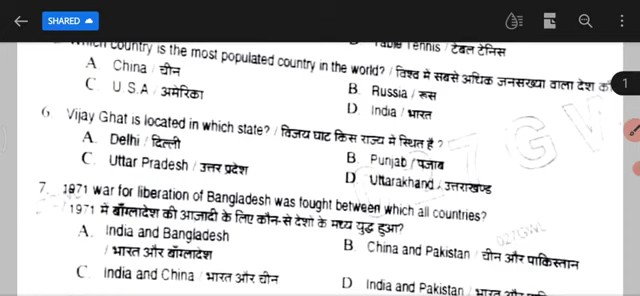 SHARED
Table Tennis / टेबल टेनिस
Which country is the most populated country in the world? / विश्व में सबसे अधिक जनसख्या वाला देश
A. China / चीन
B. Russia / रूस
C. U.S.A / अमेरिका
D. India / भारत
1
6. Vijay Ghat is located in which state? / विजय घाट किस राज्य में स्थित है ?
A. Delhi / दिल्ली
B. Punjab / पंजाब
C. Uttar Pradesh / उत्तर प्रदेश
D. Uttarakhand / उत्तराखण्ड
7. 1971 war for liberation of Bangladesh was fought between which all countries?
/ 1971 में बाँग्लादेश की आज़ादी के लिए कौन-से देशो के मध्य युद्ध हुआ?
A. India and Bangladesh
/ भारत और बाँग्लादेश
B. China and Pakistan / चीन और पाकिस्तान
C. India and China / भारत और चीन
D India and Pakistan / भारत और
027GWL